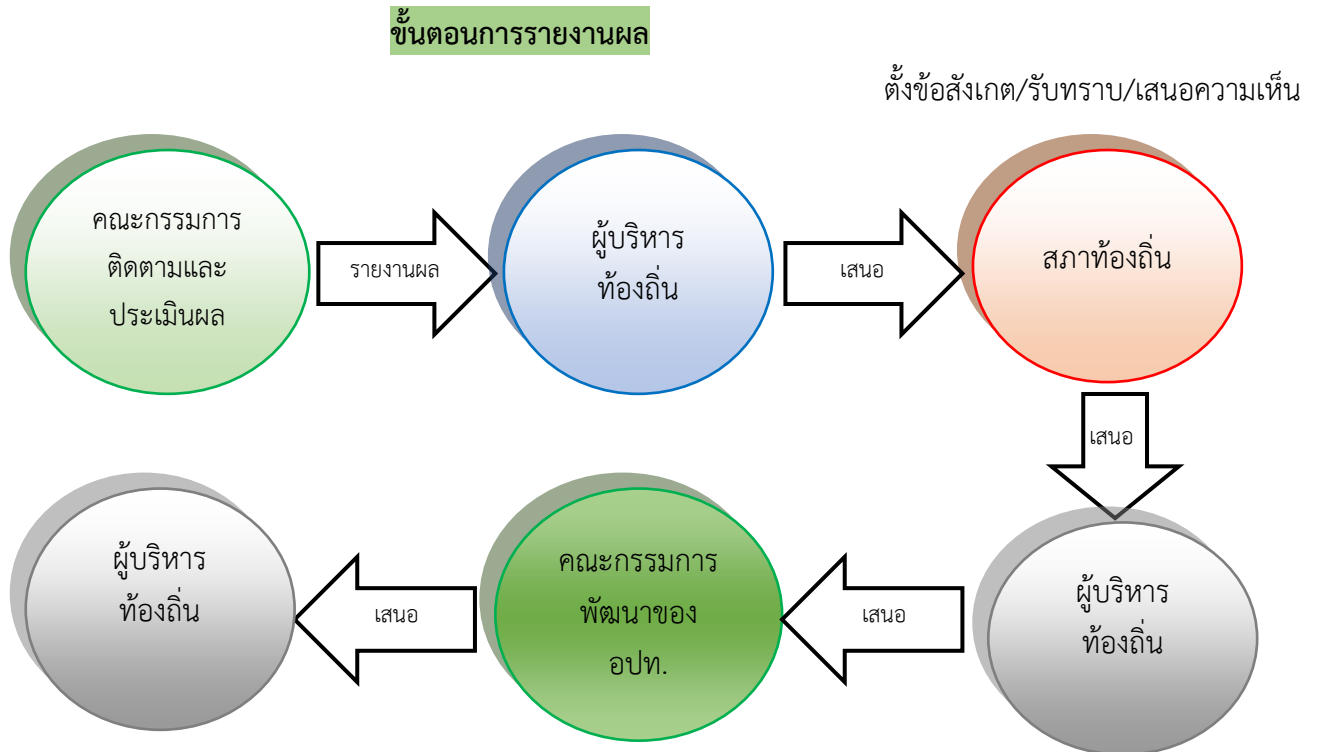 ขั้นตอนการรายงานผล
ตั้งข้อสังเกต/รับทราบ/เสนอความเห็น
คณะกรรมการ
ติดตามและ
ประเมินผล
รายงานผล
ผู้บริหาร
ท้องถิ่น
เสนอ
สภาท้องถิ่น
เสนอ
ผู้บริหาร
ท้องถิ่น
เสนอ
คณะกรรมการ
พัฒนาของ
อปท.
เสนอ
ผู้บริหาร
ท้องถิ่น